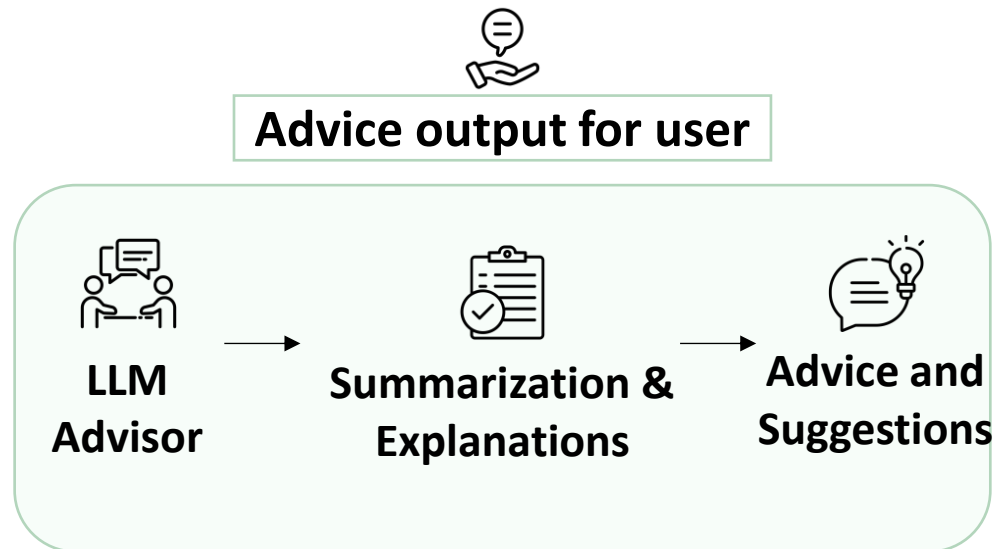 Advice output for user
LLM
Advisor
Summarization &
Explanations
Advice and
Suggestions